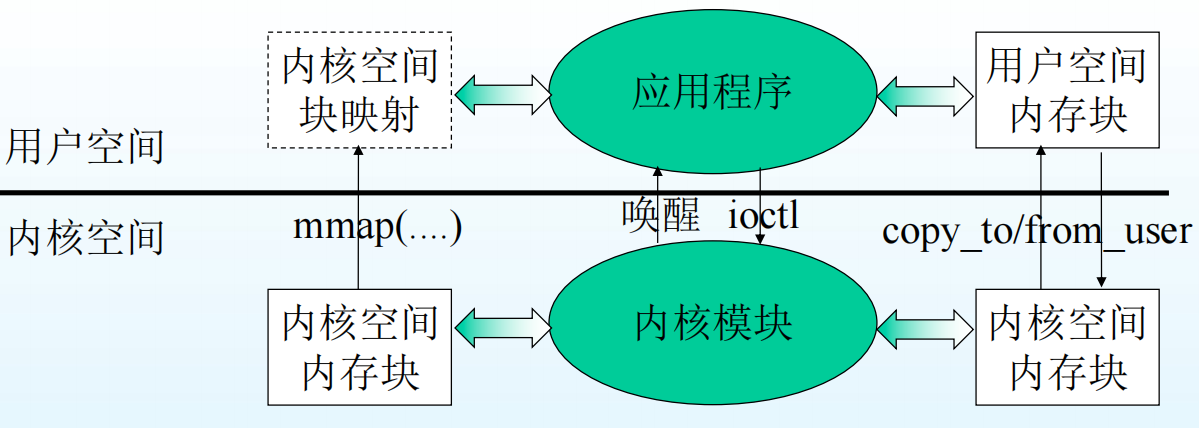 内核空间
块映射
应用程序
用户空间
内存块
用户空间
内核空间
mmap(....)
唤醒 ioctl
copy_to/from_user
内核空间
内存块
内核模块
内核空间
内存块